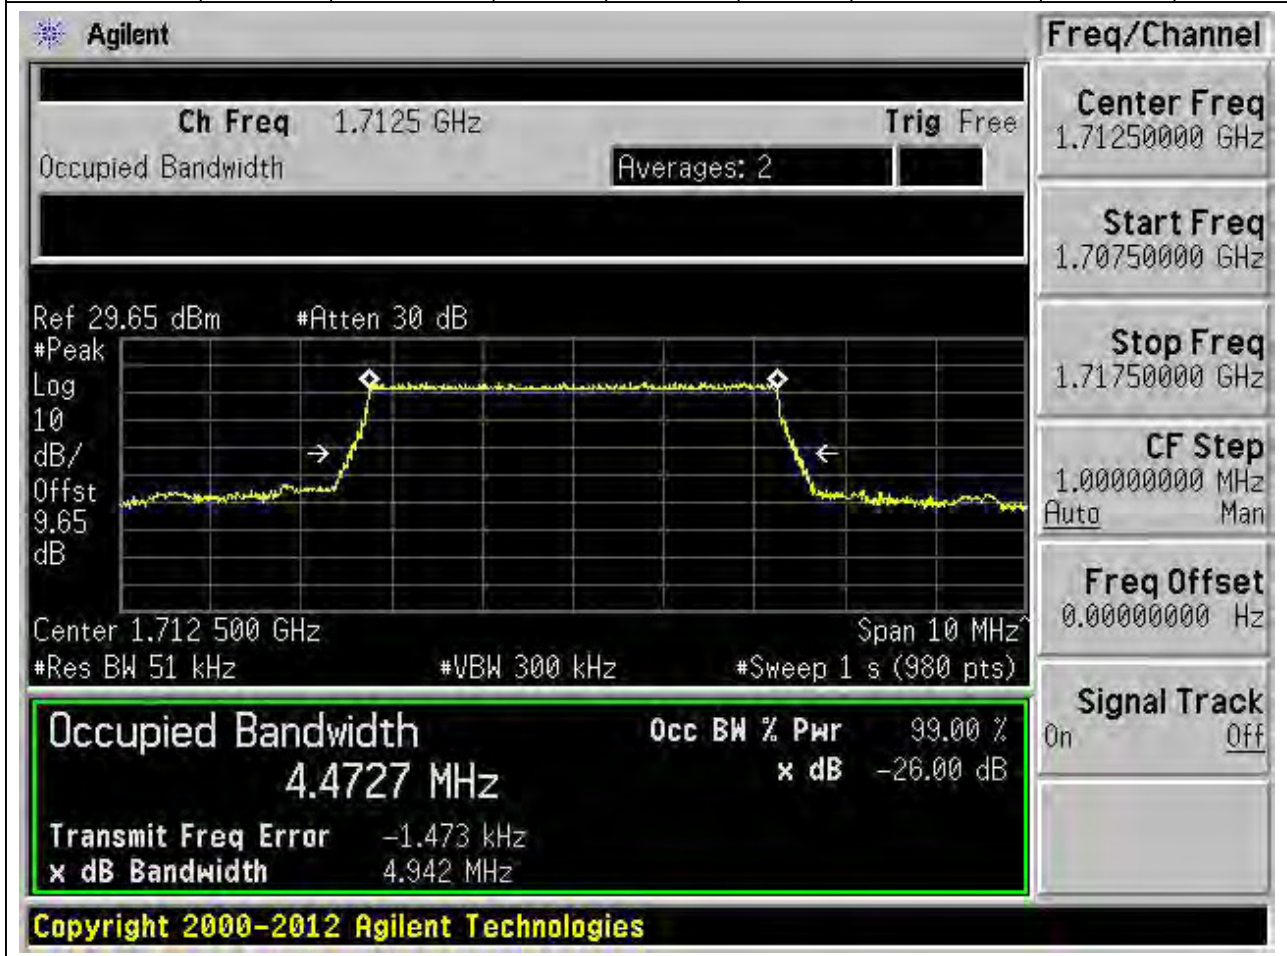 Agilent
Freq/Channel
Ch Freq 1.7125 GHz Trig Free
Occupied Bandwidth Averages: 2
Center Freq
1.71250000 GHz
Start Freq
1.70750000 GHz
Stop Freq
1.71750000 GHz
CF Step
1.00000000 MHz
Auto Man
Freq Offset
0.00000000 Hz
Signal Track
On Off
Ref 29.65 dBm #Atten 30 dB
#Peak
Log
10
dB/
Offst
9.65
dB
Center 1.712 500 GHz Span 10 MHz^
#Res BW 51 kHz #VBW 300 kHz #Sweep 1 s (980 pts)
Occupied Bandwidth Occ BW % Pwr 99.00 %
4.4727 MHz x dB -26.00 dB
Transmit Freq Error -1.473 kHz
x dB Bandwidth 4.942 MHz
Copyright 2000-2012 Agilent Technologies